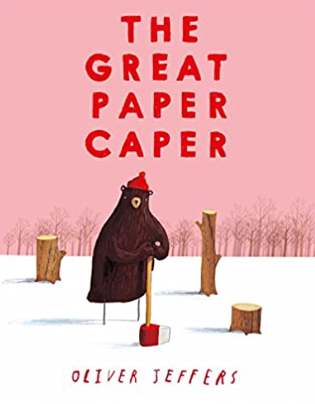 THE
GREAT
PAPER
CAPER
OLIVER JEFFERS